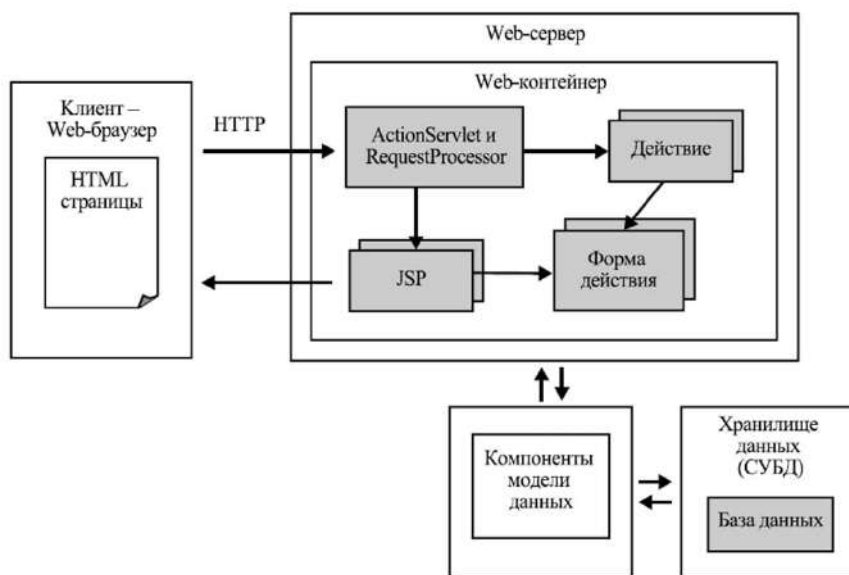 Web-сервер
Web-контейнер
Клиент –
Web-браузер
HTML
страницы
HTTP
ActionServlet и
RequestProcessor
Действие
JSP
Форма
действия
Компоненты
модели
данных
Хранилище
данных
(СУБД)
База данных